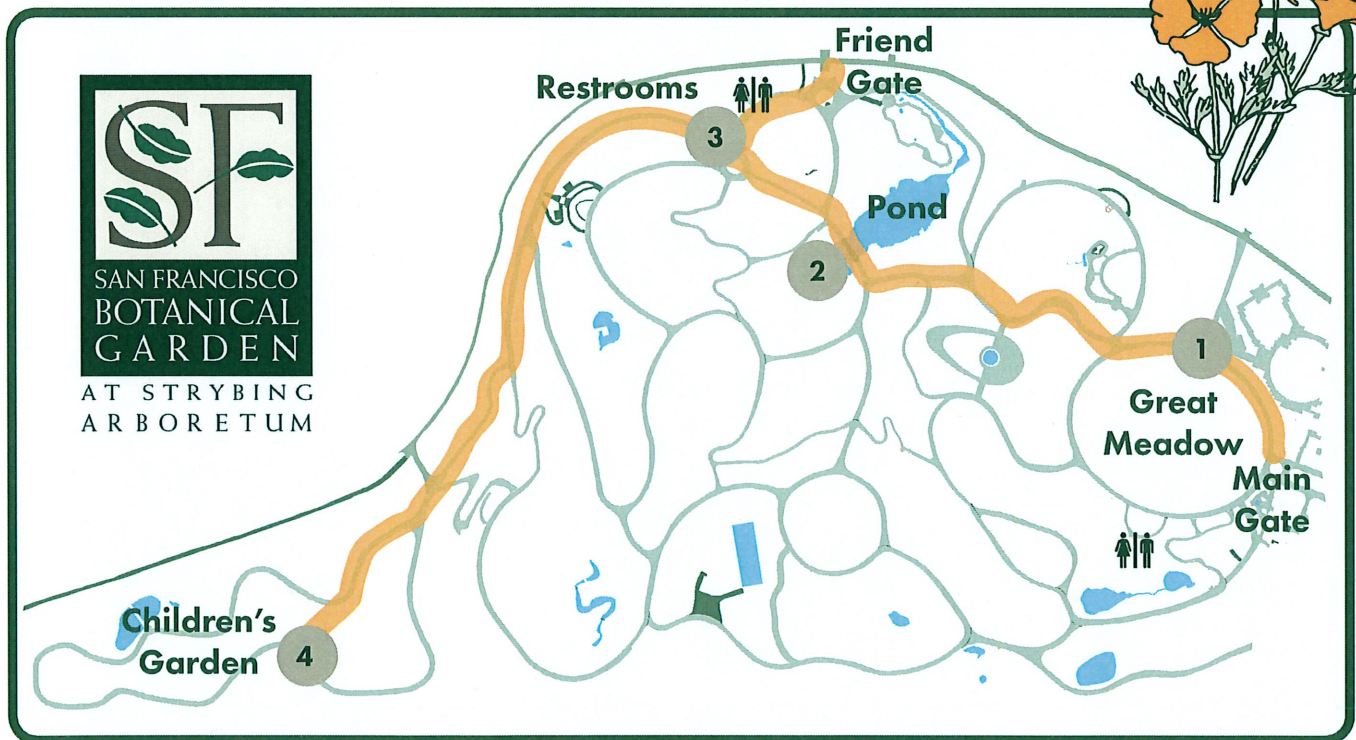 SF
SAN FRANCISCO
BOTANICAL
GARDEN
AT STRYBING
ARBORETUM
Friend
Gate
Restrooms
3
Pond
2
1
Great
Meadow
Main
Gate
Children's
Garden
4